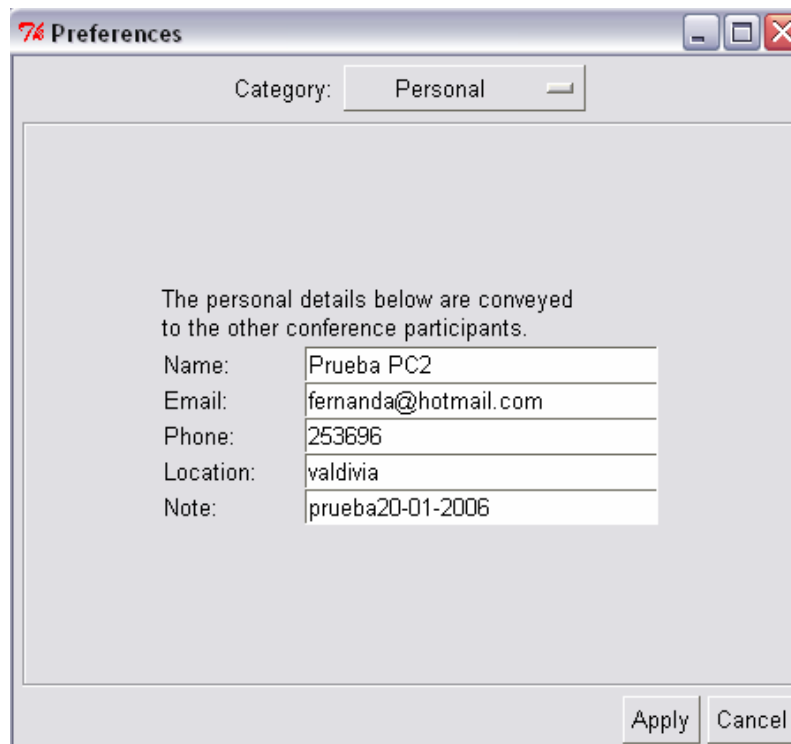 Preferences
Category: Personal
The personal details below are conveyed
to the other conference participants.
Name: Prueba PC2
Email: fernanda@hotmail.com
Phone: 253696
Location: valdivia
Note: prueba20-01-2006
Apply Cancel